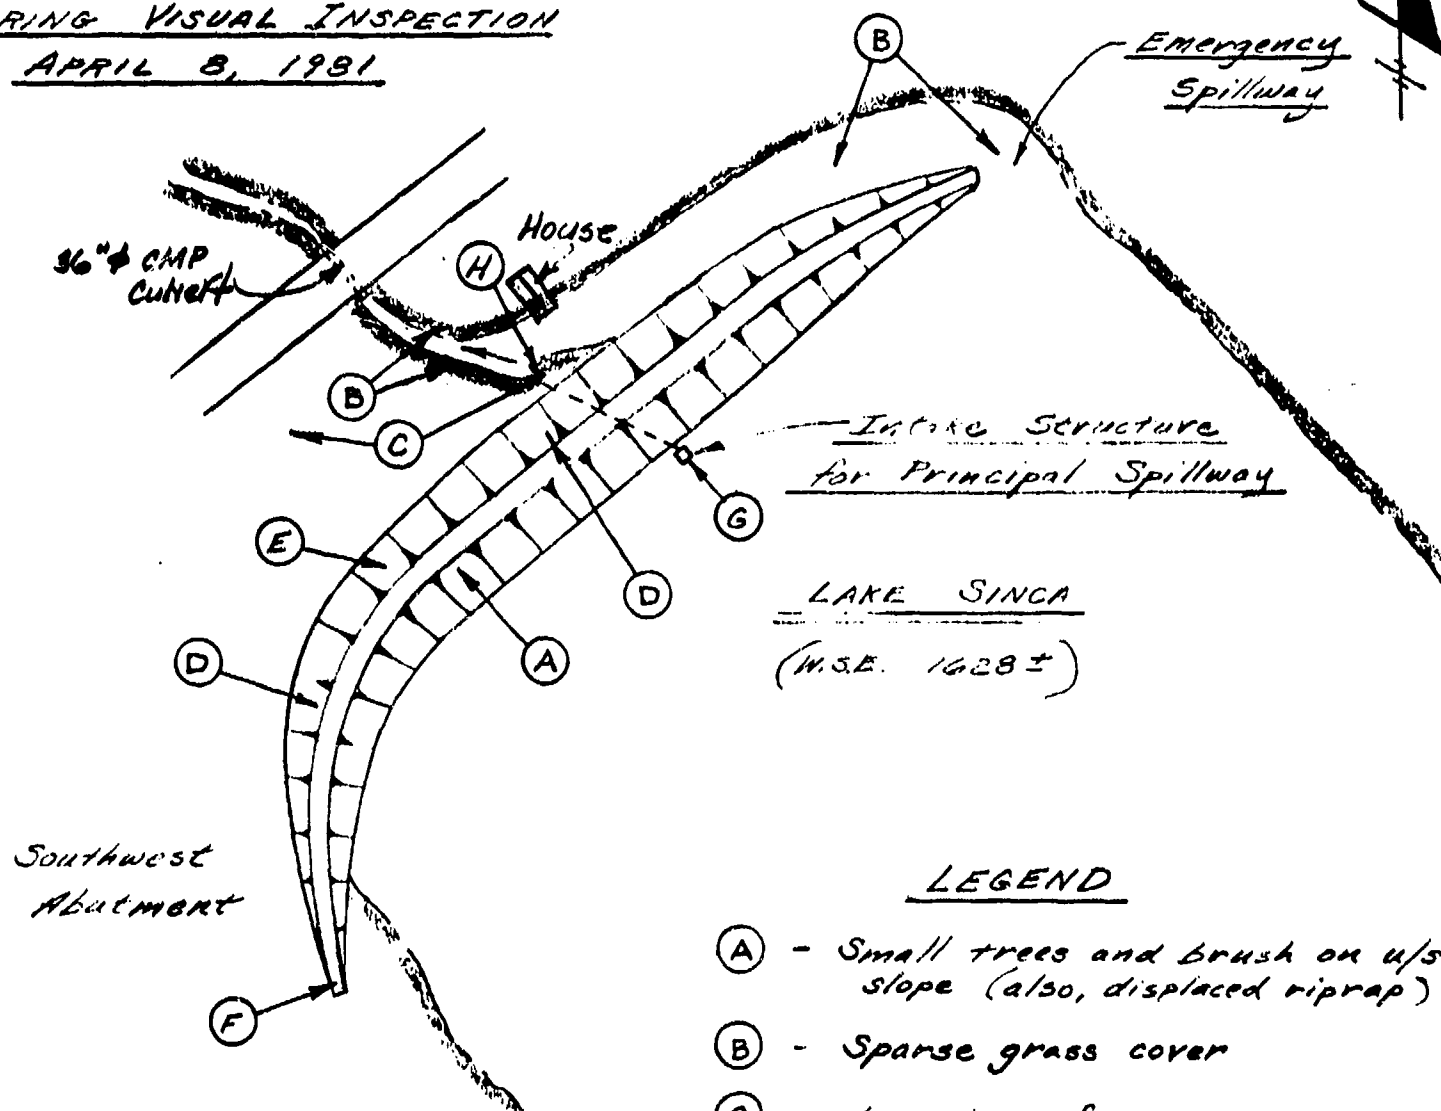 RING VISUAL INSPECTION
APRIL 8, 1981
B
Emergency
Spillway
House
H
36"ϕ CMP
Culvert
B
C
Intake Structure
for Principal Spillway
G
E
D
LAKE SINCA
(W.S.E. 1628±)
A
D
Southwest
Abutment
F
LEGEND
A - Small trees and brush on u/s
slope (also, displaced riprap)
B - Sparse grass cover